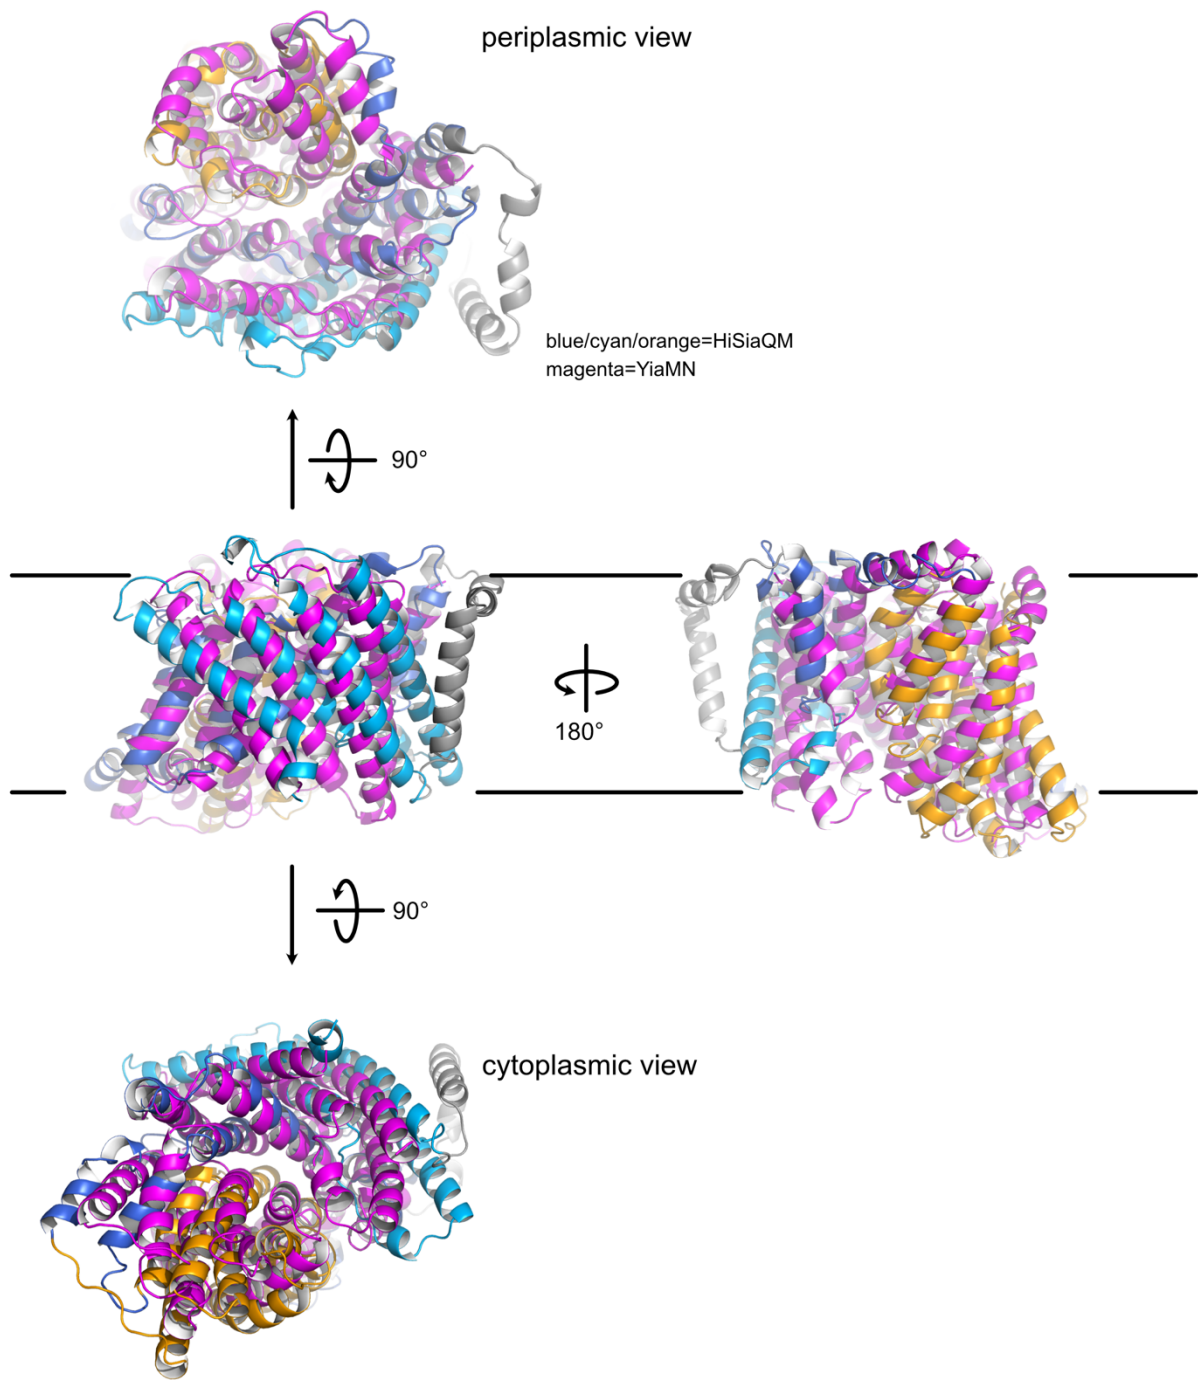 periplasmic view
blue/cyan/orange=HiSiaQM
magenta=YiaMN
90°
180°
90°
cytoplasmic view